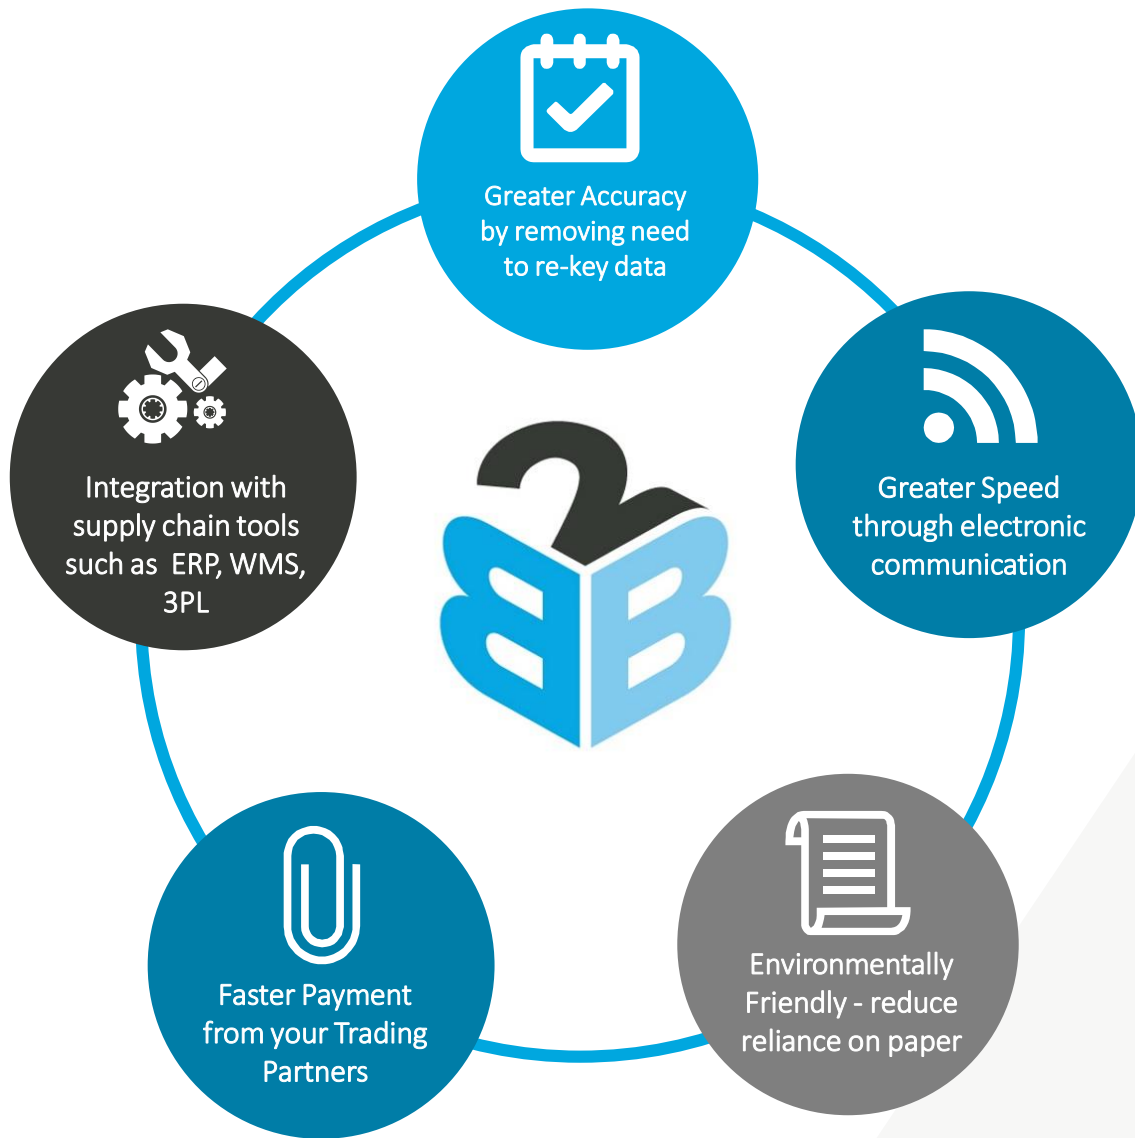 Greater Accuracy
by removing need
to re-key data
Greater Speed
through electronic
communication
Environmentally
Friendly - reduce
reliance on paper
Faster Payment
from your Trading
Partners
Integration with
supply chain tools
such as  ERP, WMS,
3PL
B2B